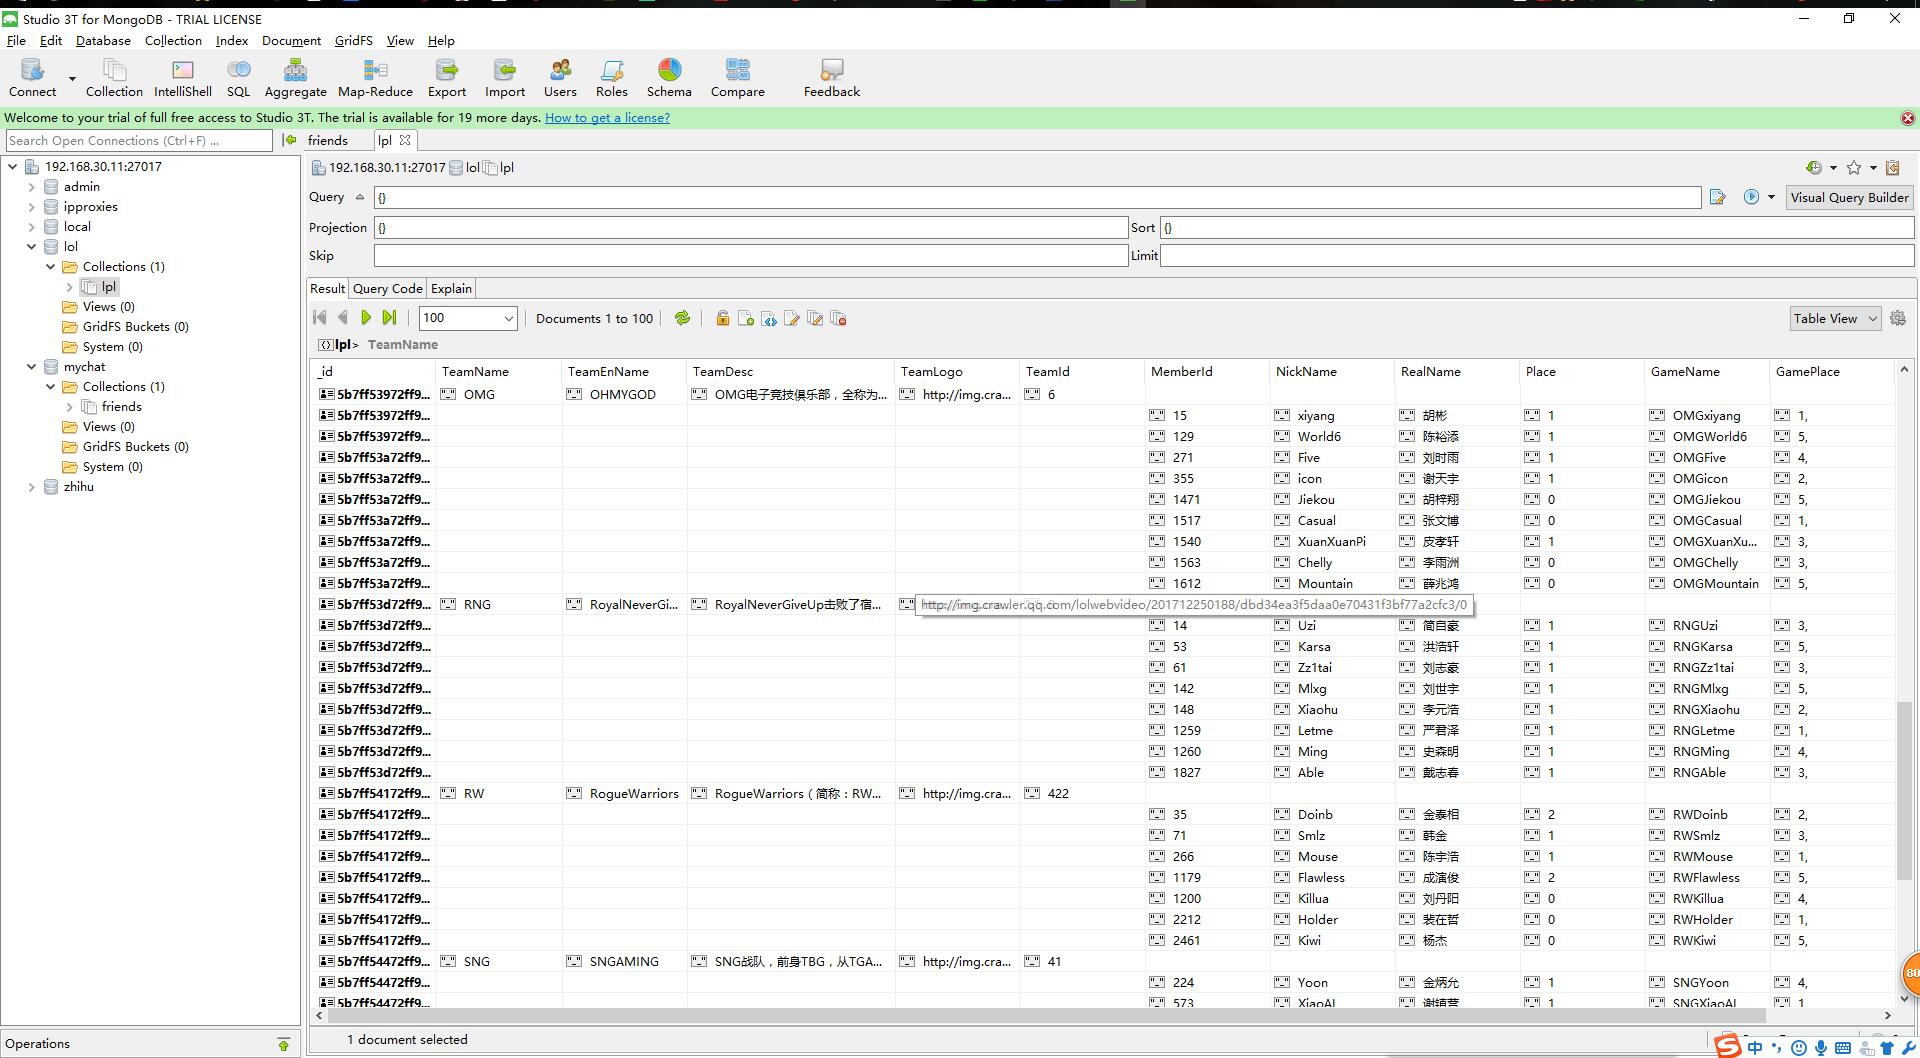 Studio 3T for MongoDB - TRIAL LICENSE
File Edit Database Collection Index Document GridFS View Help
Connect Collection IntelliShell SQL Aggregate Map-Reduce Export Import Users Roles Schema Compare Feedback
Welcome to your trial of full free access to Studio 3T. The trial is available for 19 more days. How to get a license?
Search Open Connections (Ctrl+F) ...
192.168.30.11:27017
admin
ipproxies
local
lol
Collections (1)
lpl
Views (0)
GridFS Buckets (0)
System (0)
mychat
Collections (1)
friends
Views (0)
GridFS Buckets (0)
System (0)
zhihu
Operations
friends lpl
192.168.30.11:27017 lol lpl
Query {} Visual Query Builder
Projection {} Sort {}
Skip Limit
Result Query Code Explain
100 Documents 1 to 100 Table View
lpl> TeamName
_id TeamName TeamEnName TeamDesc TeamLogo TeamId MemberId NickName RealName Place GameName GamePlace
5b7ff53972ff9... OMG OHMYGOD OMG电子竞技俱乐部，全称为... http://img.cra... 6
5b7ff53972ff9... 15 xiyang 胡彬 1 OMGxiyang 1,
5b7ff53972ff9... 129 World6 陈裕添 1 OMGWorld6 5,
5b7ff53a72ff9... 271 Five 刘时雨 1 OMGFive 4,
5b7ff53a72ff9... 355 icon 谢天宇 1 OMGicon 2,
5b7ff53a72ff9... 1471 Jiekou 胡梓翔 0 OMGJiekou 5,
5b7ff53a72ff9... 1517 Casual 张文博 0 OMGCasual 1,
5b7ff53a72ff9... 1540 XuanXuanPi 皮孝轩 1 OMGXuanXu... 3,
5b7ff53a72ff9... 1563 Chelly 李雨洲 0 OMGChelly 3,
5b7ff53a72ff9... 1612 Mountain 薛兆鸿 0 OMGMountain 5,
5b7ff53d72ff9... RNG RoyalNeverGi... RoyalNeverGiveUp击败了宿... http://img.crawler.qq.com/lolwebvideo/201712250188/dbd34ea3f5daa0e70431f3bf77a2cfc3/0
5b7ff53d72ff9... 14 Uzi 简自豪 1 RNGUzi 3,
5b7ff53d72ff9... 53 Karsa 洪浩轩 1 RNGKarsa 5,
5b7ff53d72ff9... 61 Zz1tai 刘志豪 1 RNGZz1tai 3,
5b7ff53d72ff9... 142 Mlxg 刘世宇 1 RNGMlxg 5,
5b7ff53d72ff9... 148 Xiaohu 李元浩 1 RNGXiaohu 2,
5b7ff53d72ff9... 1259 Letme 严君泽 1 RNGLetme 1,
5b7ff53d72ff9... 1260 Ming 史森明 1 RNGMing 4,
5b7ff53d72ff9... 1827 Able 戴志春 1 RNGAble 3,
5b7ff54172ff9... RW RogueWarriors RogueWarriors（简称：RW... http://img.cra... 422
5b7ff54172ff9... 35 Doinb 金泰相 2 RWDoinb 2,
5b7ff54172ff9... 71 Smlz 韩金 1 RWSmlz 3,
5b7ff54172ff9... 266 Mouse 陈宇浩 1 RWMouse 1,
5b7ff54172ff9... 1179 Flawless 成演俊 2 RWFlawless 5,
5b7ff54172ff9... 1200 Killua 刘丹阳 0 RWKillua 4,
5b7ff54172ff9... 2212 Holder 裴在哲 0 RWHolder 1,
5b7ff54172ff9... 2461 Kiwi 杨杰 0 RWKiwi 5,
5b7ff54472ff9... SNG SNGAMING SNG战队，前身TBG，从TGA... http://img.cra... 41
5b7ff54472ff9... 224 Yoon 金炳允 1 SNGYoon 4,
5b7ff54472ff9... 573 XiaoAL 谢镇营 1 SNGXiaoAL 1
1 document selected
80
中